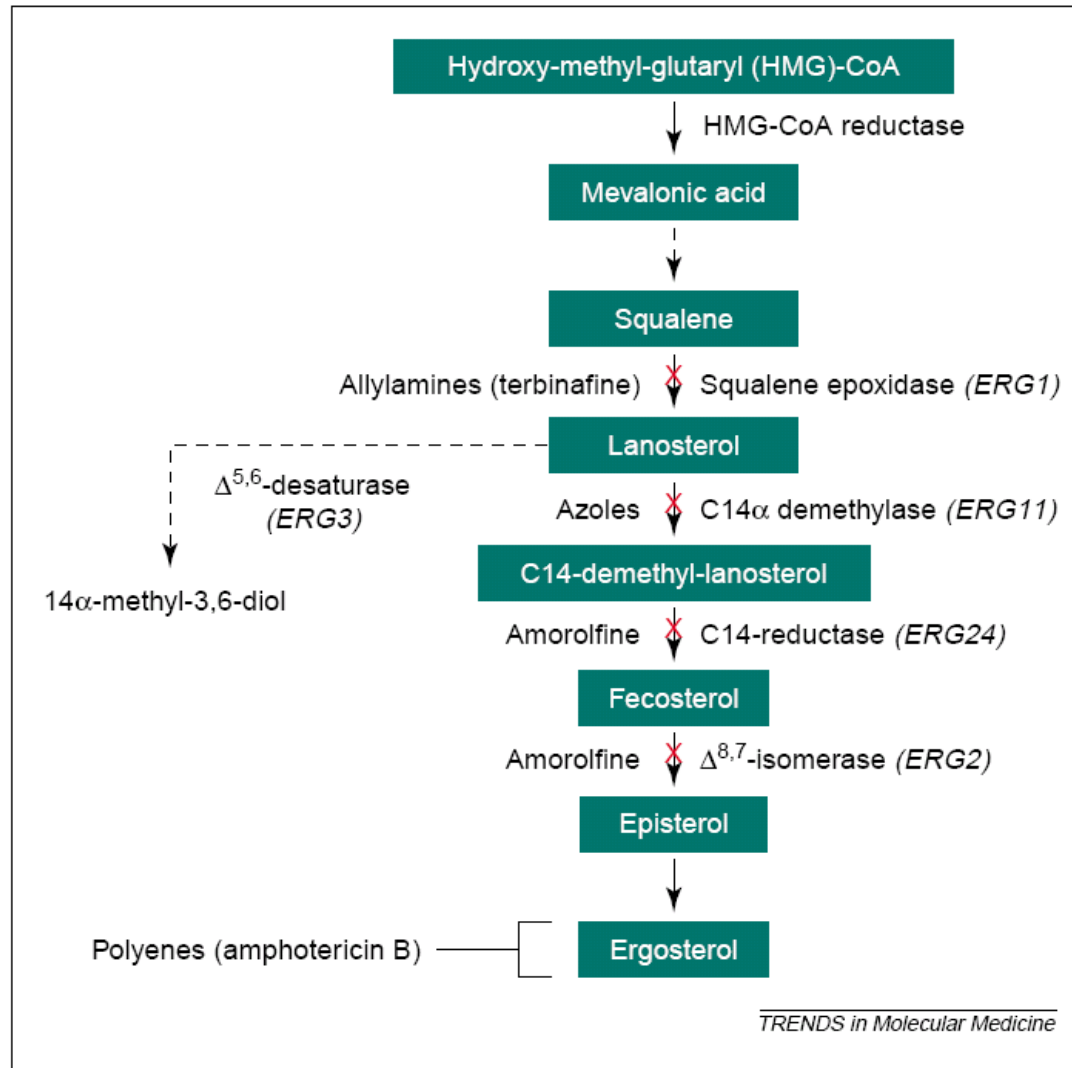 Hydroxy-methyl-glutaryl (HMG)-CoA
HMG-CoA reductase
Mevalonic acid
Squalene
Allylamines (terbinafine)
Squalene epoxidase (ERG1)
Lanosterol
Δ5,6-desaturase
(ERG3)
Azoles
C14α demethylase (ERG11)
C14-demethyl-lanosterol
14α-methyl-3,6-diol
Amorolfine
C14-reductase (ERG24)
Fecosterol
Amorolfine
Δ8,7-isomerase (ERG2)
Episterol
Polyenes (amphotericin B)
Ergosterol
TRENDS in Molecular Medicine